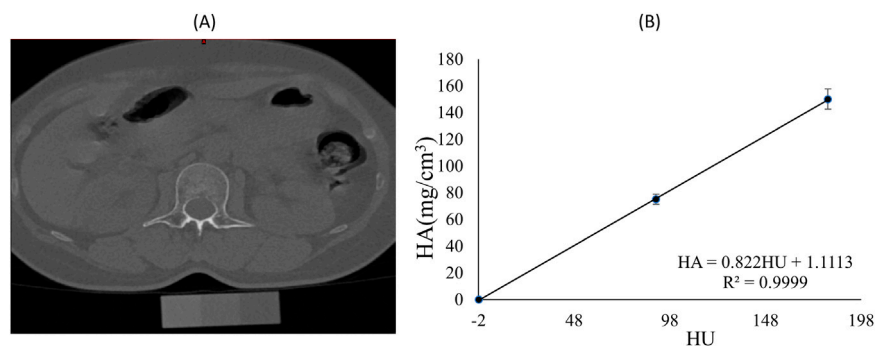 (A)
(B)
180
160
140
120
100
80
60
40
20
0
HA(mg/cm³)
HA = 0.822HU + 1.1113
R² = 0.9999
-2
48
98
148
198
HU